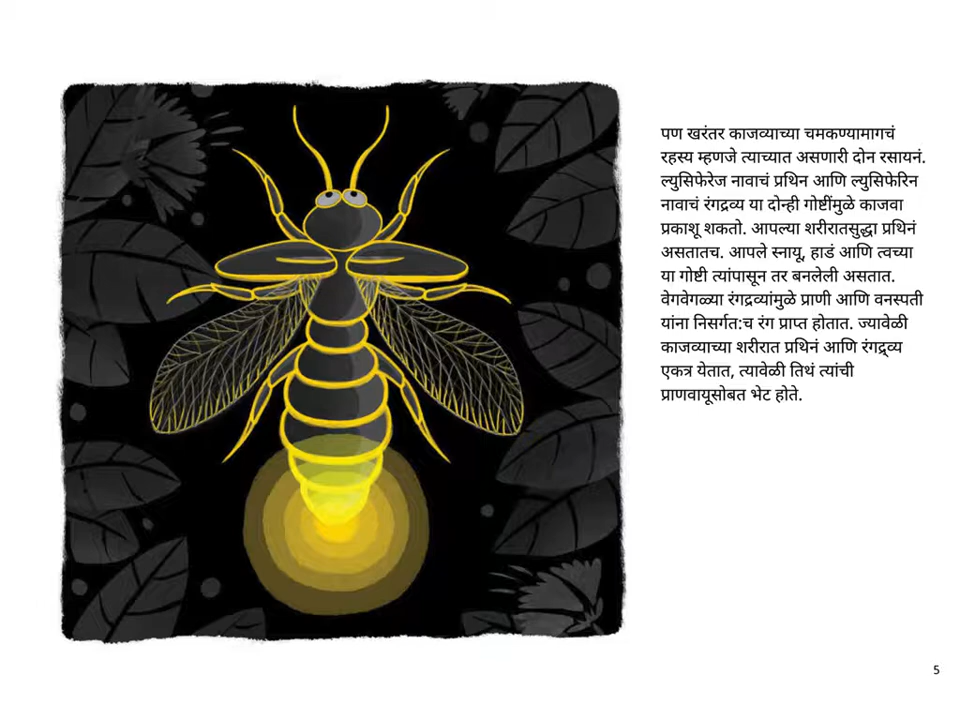 पण खरंतर काजव्याच्या चमकण्यामागचं
रहस्य म्हणजे त्याच्यात असणारी दोन रसायनं.
ल्युसिफेरेज नावाचं प्रथिन आणि ल्युसिफेरिन
नावाचं रंगद्रव्य या दोन्ही गोष्टींमुळे काजवा
प्रकाशू शकतो. आपल्या शरीरातसुद्धा प्रथिनं
असतातच. आपले स्नायू, हाडं आणि त्वच्या
या गोष्टी त्यांपासून तर बनलेली असतात.
वेगवेगळ्या रंगद्रव्यांमुळे प्राणी आणि वनस्पती
यांना निसर्गत:च रंग प्राप्त होतात. ज्यावेळी
काजव्याच्या शरीरात प्रथिनं आणि रंगद्र्व्य
एकत्र येतात, त्यावेळी तिथं त्यांची
प्राणवायूसोबत भेट होते.
5